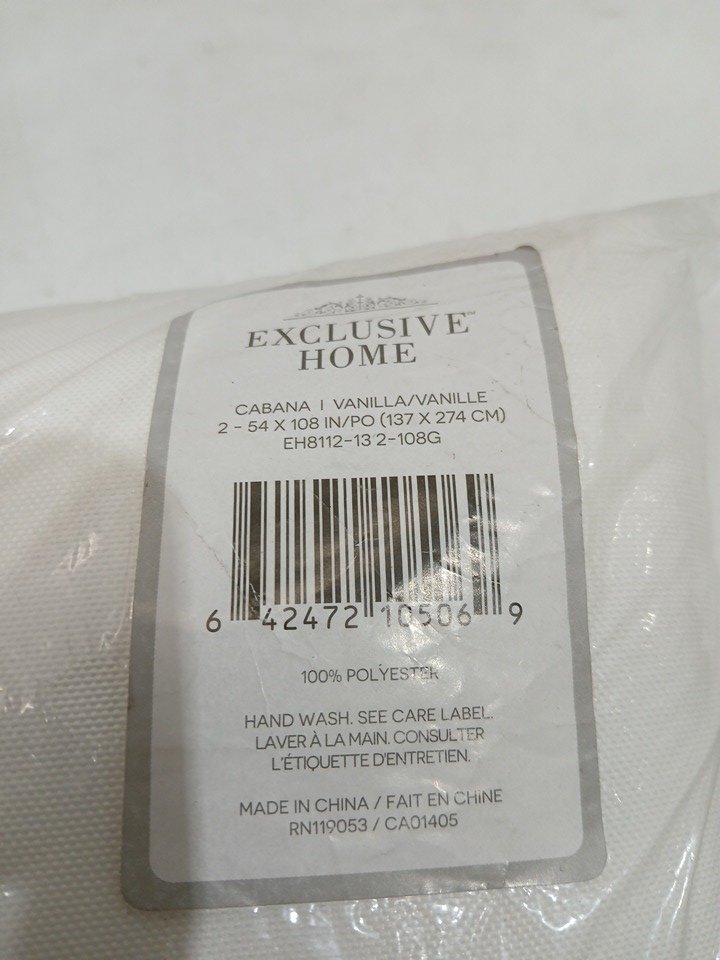 EXCLUSIVE™
HOME
CABANA | VANILLA/VANILLE
2 - 54 X 108 IN/PO (137 X 274 CM)
EH8112-13 2-108G
6 42472 10506 9
100% POLYESTER
HAND WASH. SEE CARE LABEL.
LAVER À LA MAIN. CONSULTER
L'ÉTIQUETTE D'ENTRETIEN.
MADE IN CHINA / FAIT EN CHINE
RN119053 / CA01405